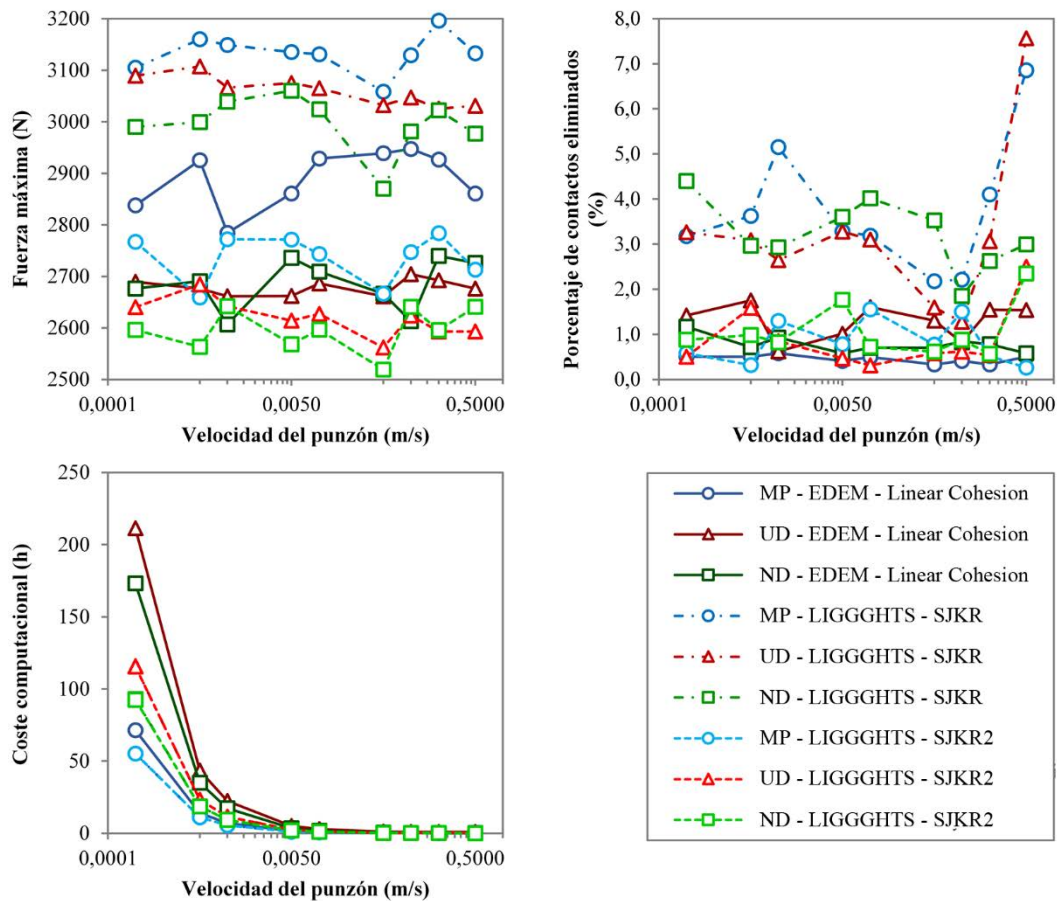 3200
3100
3000
2900
2800
2700
2600
2500
Fuerza máxima (N)
0,0001
0,0050
0,5000
Velocidad del punzón (m/s)
8,0
7,0
6,0
5,0
4,0
3,0
2,0
1,0
0,0
Porcentaje de contactos eliminados
(%)
0,0001
0,0050
0,5000
Velocidad del punzón (m/s)
250
200
150
100
50
0
Coste computacional (h)
0,0001
0,0050
0,5000
Velocidad del punzón (m/s)
MP - EDEM - Linear Cohesion
UD - EDEM - Linear Cohesion
ND - EDEM - Linear Cohesion
MP - LIGGGHTS - SJKR
UD - LIGGGHTS - SJKR
ND - LIGGGHTS - SJKR
MP - LIGGGHTS - SJKR2
UD - LIGGGHTS - SJKR2
ND - LIGGGHTS - SJKR2